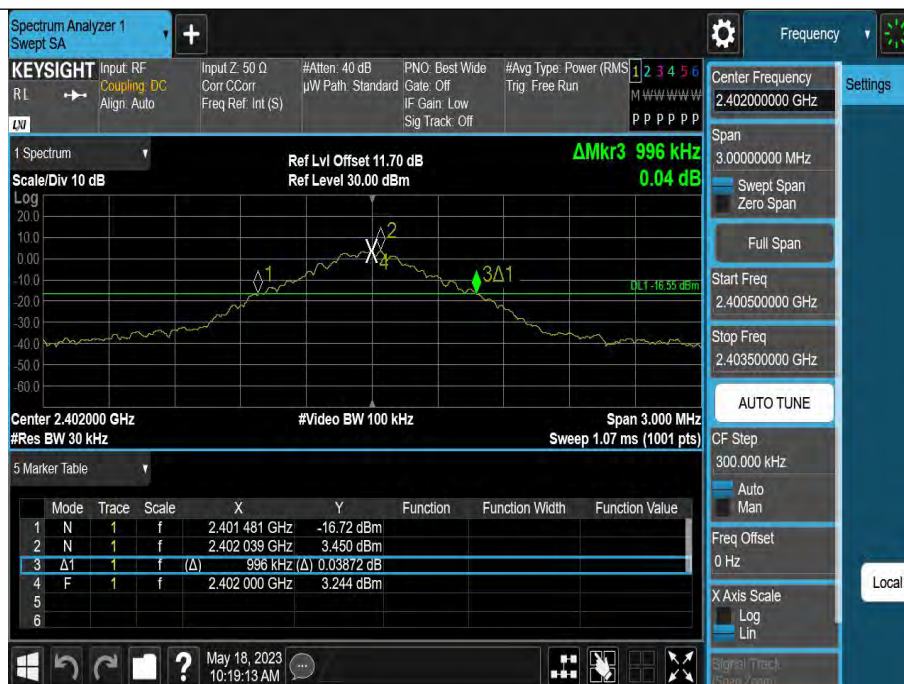 Spectrum Analyzer 1
Swept SA
+
Frequency
KEYSIGHT
RL
LXI
Input: RF
Coupling: DC
Align: Auto
Input Z: 50 Ω
Corr CCorr
Freq Ref: Int (S)
#Atten: 40 dB
µW Path: Standard
PNO: Best Wide
Gate: Off
IF Gain: Low
Sig Track: Off
#Avg Type: Power (RMS
Trig: Free Run
1 2 3 4 5 6
M W W W W W
P P P P P P
1 Spectrum
Scale/Div 10 dB
Ref Lvl Offset 11.70 dB
Ref Level 30.00 dBm
ΔMkr3 996 kHz
0.04 dB
Log
20.0
10.0
0.00
-10.0
-20.0
-30.0
-40.0
-50.0
-60.0
1
2
4
3Δ1
DL1 -16.55 dBm
Center 2.402000 GHz
#Video BW 100 kHz
Span 3.000 MHz
#Res BW 30 kHz
Sweep 1.07 ms (1001 pts)
5 Marker Table
Mode Trace Scale X Y Function Function Width Function Value
1 N 1 f 2.401 481 GHz -16.72 dBm
2 N 1 f 2.402 039 GHz 3.450 dBm
3 Δ1 1 f (Δ) 996 kHz (Δ) 0.03872 dB
4 F 1 f 2.402 000 GHz 3.244 dBm
5
6
?
May 18, 2023
10:19:13 AM
Center Frequency
2.402000000 GHz
Span
3.00000000 MHz
Swept Span
Zero Span
Full Span
Start Freq
2.400500000 GHz
Stop Freq
2.403500000 GHz
AUTO TUNE
CF Step
300.000 kHz
Auto
Man
Freq Offset
0 Hz
X Axis Scale
Log
Lin
Signal Track
(Span Zoom)
Settings
Local